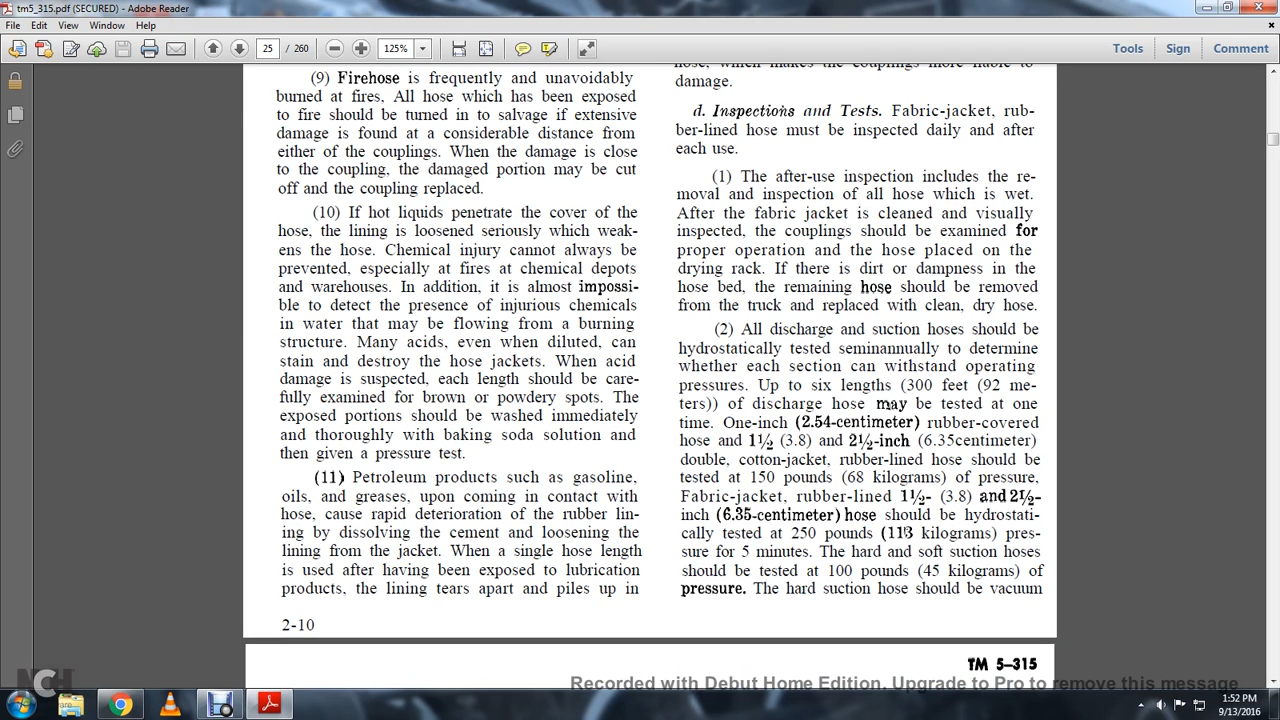 tm5_315.pdf (SECURED) - Adobe Reader
File Edit View Window Help
25 / 260 125% Tools Sign Comment
(9) Firehose is frequently and unavoidably
burned at fires, All hose which has been exposed
to fire should be turned in to salvage if extensive
damage is found at a considerable distance from
either of the couplings. When the damage is close
to the coupling, the damaged portion may be cut
off and the coupling replaced.
(10) If hot liquids penetrate the cover of the
hose, the lining is loosened seriously which weak-
ens the hose. Chemical injury cannot always be
prevented, especially at fires at chemical depots
and warehouses. In addition, it is almost impossi-
ble to detect the presence of injurious chemicals
in water that may be flowing from a burning
structure. Many acids, even when diluted, can
stain and destroy the hose jackets. When acid
damage is suspected, each length should be care-
fully examined for brown or powdery spots. The
exposed portions should be washed immediately
and thoroughly with baking soda solution and
then given a pressure test.
(11) Petroleum products such as gasoline,
oils, and greases, upon coming in contact with
hose, cause rapid deterioration of the rubber lin-
ing by dissolving the cement and loosening the
lining from the jacket. When a single hose length
is used after having been exposed to lubrication
products, the lining tears apart and piles up in
2-10
hose, which makes the couplings more liable to
damage.
d. Inspections and Tests. Fabric-jacket, rub-
ber-lined hose must be inspected daily and after
each use.
(1) The after-use inspection includes the re-
moval and inspection of all hose which is wet.
After the fabric jacket is cleaned and visually
inspected, the couplings should be examined for
proper operation and the hose placed on the
drying rack. If there is dirt or dampness in the
hose bed, the remaining hose should be removed
from the truck and replaced with clean, dry hose.
(2) All discharge and suction hoses should be
hydrostatically tested seminannually to determine
whether each section can withstand operating
pressures. Up to six lengths (300 feet (92 me-
ters)) of discharge hose may be tested at one
time. One-inch (2.54-centimeter) rubber-covered
hose and 1½ (3.8) and 2½-inch (6.35centimeter)
double, cotton-jacket, rubber-lined hose should be
tested at 150 pounds (68 kilograms) of pressure,
Fabric-jacket, rubber-lined 1½- (3.8) and 2½-
inch (6.35-centimeter) hose should be hydrostati-
cally tested at 250 pounds (113 kilograms) pres-
sure for 5 minutes. The hard and soft suction hoses
should be tested at 100 pounds (45 kilograms) of
pressure. The hard suction hose should be vacuum
TM 5-315
NCH
Recorded with Debut Home Edition. Upgrade to Pro to remove this message
1:52 PM
9/13/2016